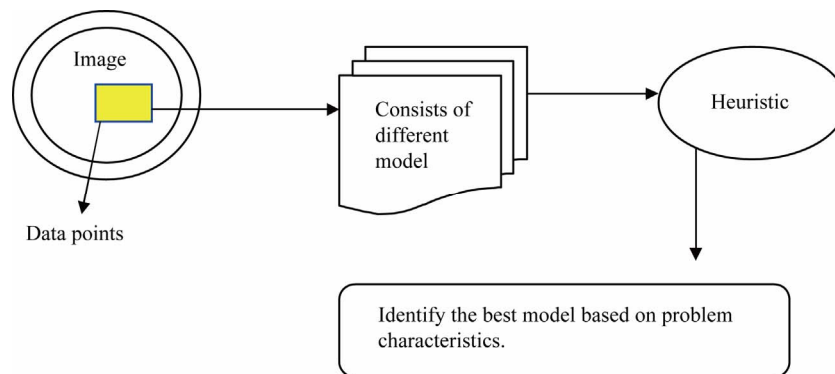 Image
Data points
Consists of
different
model
Heuristic
Identify the best model based on problem
characteristics.